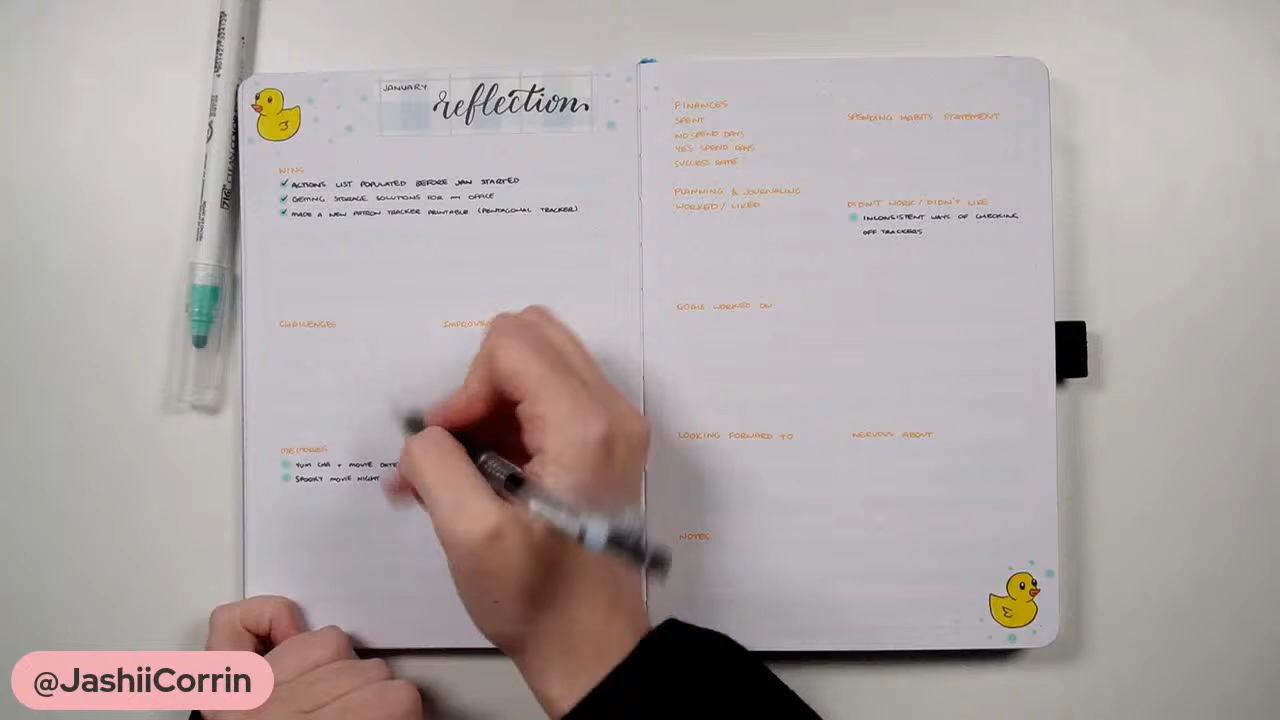 JANUARY
reflection
WINS
ACTIONS LIST POPULATED BEFORE JAN STARTED
GETTING STORAGE SOLUTIONS FOR MY OFFICE
MADE A NEW PATRON TRACKER PRINTABLE (PENTAGONAL TRACKER)
CHALLENGES
MEMORIES
YUM CHA + MOVIE DATE
SPOOKY MOVIE NIGHT
FINANCES
SPENT
NO SPEND DAYS
YES SPEND DAYS
SUCCESS RATE
SPENDING HABITS STATEMENT
PLANNING & JOURNALING
WORKED / LIKED
DIDN'T WORK / DIDN'T LIKE
INCONSISTENT WAYS OF CHECKING
OFF TRACKERS
GOALS WORKED ON
LOOKING FORWARD TO
NERVOUS ABOUT
NOTES
@JashiiCorrin